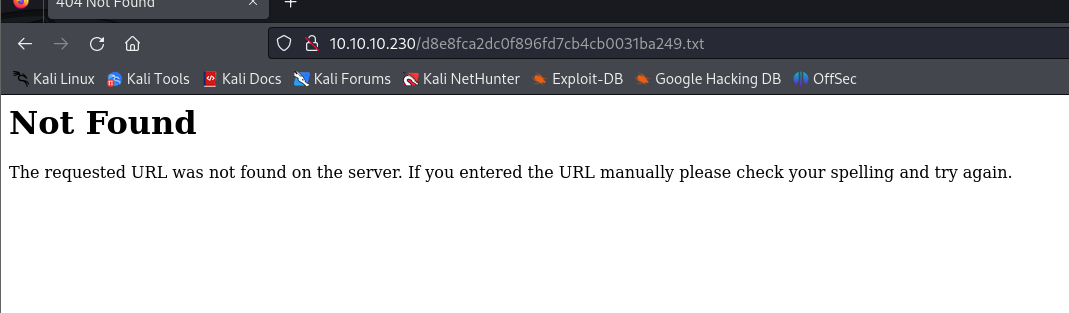 404 Not Found
10.10.10.230/d8e8fca2dc0f896fd7cb4cb0031ba249.txt
Kali Linux Kali Tools Kali Docs Kali Forums Kali NetHunter Exploit-DB Google Hacking DB OffSec
Not Found
The requested URL was not found on the server. If you entered the URL manually please check your spelling and try again.